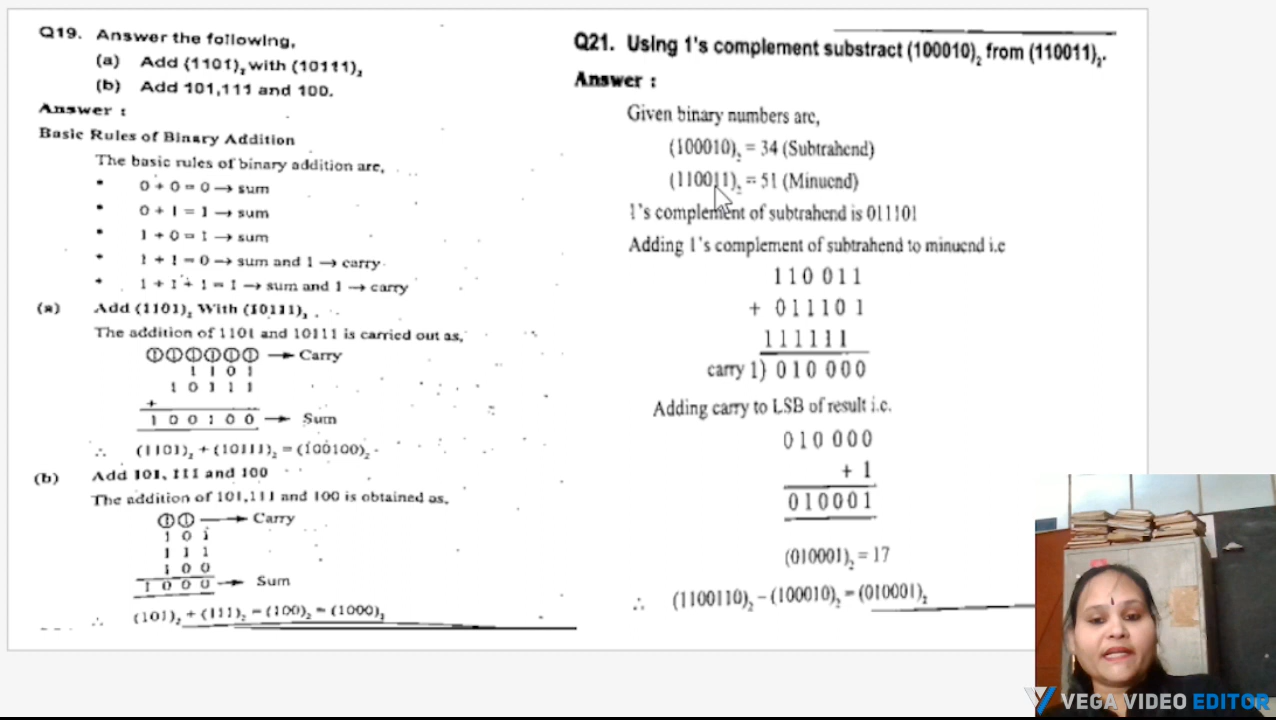 Q19. Answer the following,
(a) Add (1101)₂ with (10111)₂
(b) Add 101,111 and 100.
Answer :
Basic Rules of Binary Addition
The basic rules of binary addition are,
* 0 + 0 = 0 → sum
* 0 + 1 = 1 → sum
* 1 + 0 = 1 → sum
* 1 + 1 = 0 → sum and 1 → carry
* 1 + 1 + 1 = 1 → sum and 1 → carry
(a) Add (1101)₂ With (10111)₂.
The addition of 1101 and 10111 is carried out as,
①①①①①① → Carry
1 1 0 1
1 0 1 1 1
+
1 0 0 1 0 0 → Sum
∴ (1101)₂ + (10111)₂ = (100100)₂.
(b) Add 101, 111 and 100
The addition of 101,111 and 100 is obtained as,
①① → Carry
1 0 1
1 1 1
1 0 0
1 0 0 0 → Sum
∴ (101)₂ + (111)₂ = (100)₂ = (1000)₂
Q21. Using 1's complement substract (100010)₂ from (110011)₂.
Answer :
Given binary numbers are,
(100010)₂ = 34 (Subtrahend)
(110011)₂ = 51 (Minuend)
1's complement of subtrahend is 011101
Adding 1's complement of subtrahend to minuend i.e
110 011
+ 01110 1
111111
carry 1) 010 000
Adding carry to LSB of result i.e.
010 000
+ 1
010001
(010001)₂ = 17
∴ (1100110)₂ – (100010)₂ = (010001)₂
VEGA VIDEO EDITOR